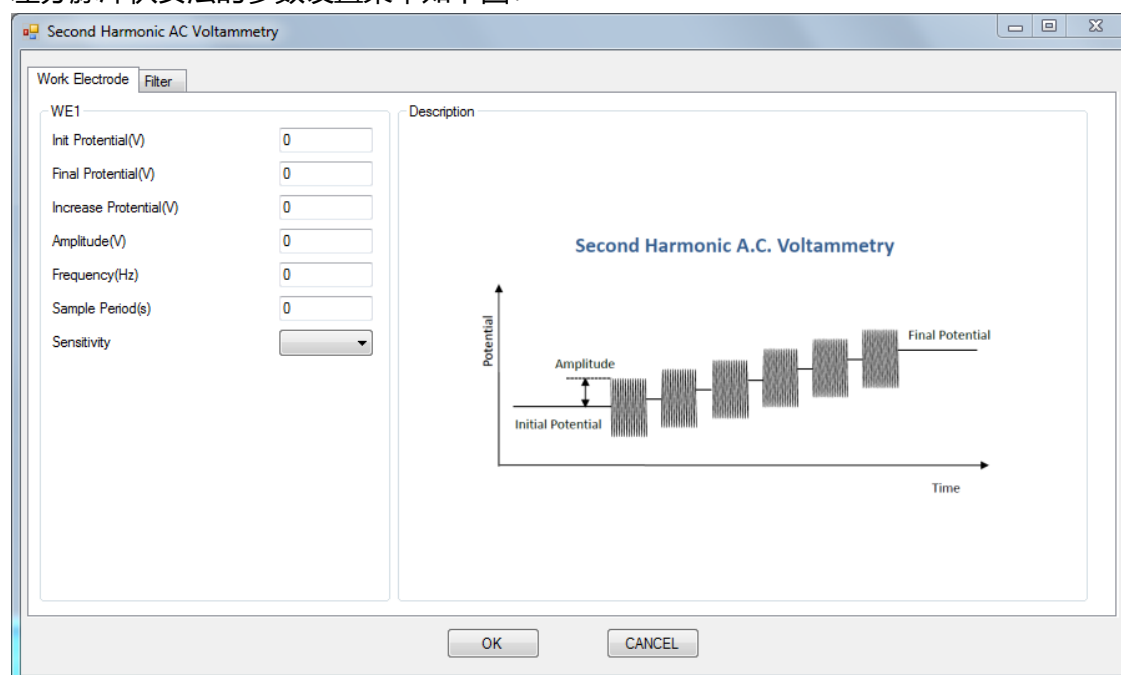 Second Harmonic AC Voltammetry
Work Electrode
Filter
WE1
Init Protential(V)
0
Final Protential(V)
0
Increase Protential(V)
0
Amplitude(V)
0
Frequency(Hz)
0
Sample Period(s)
0
Sensitivity
Description
Second Harmonic A.C. Voltammetry
Potential
Amplitude
Initial Potential
Final Potential
Time
OK
CANCEL